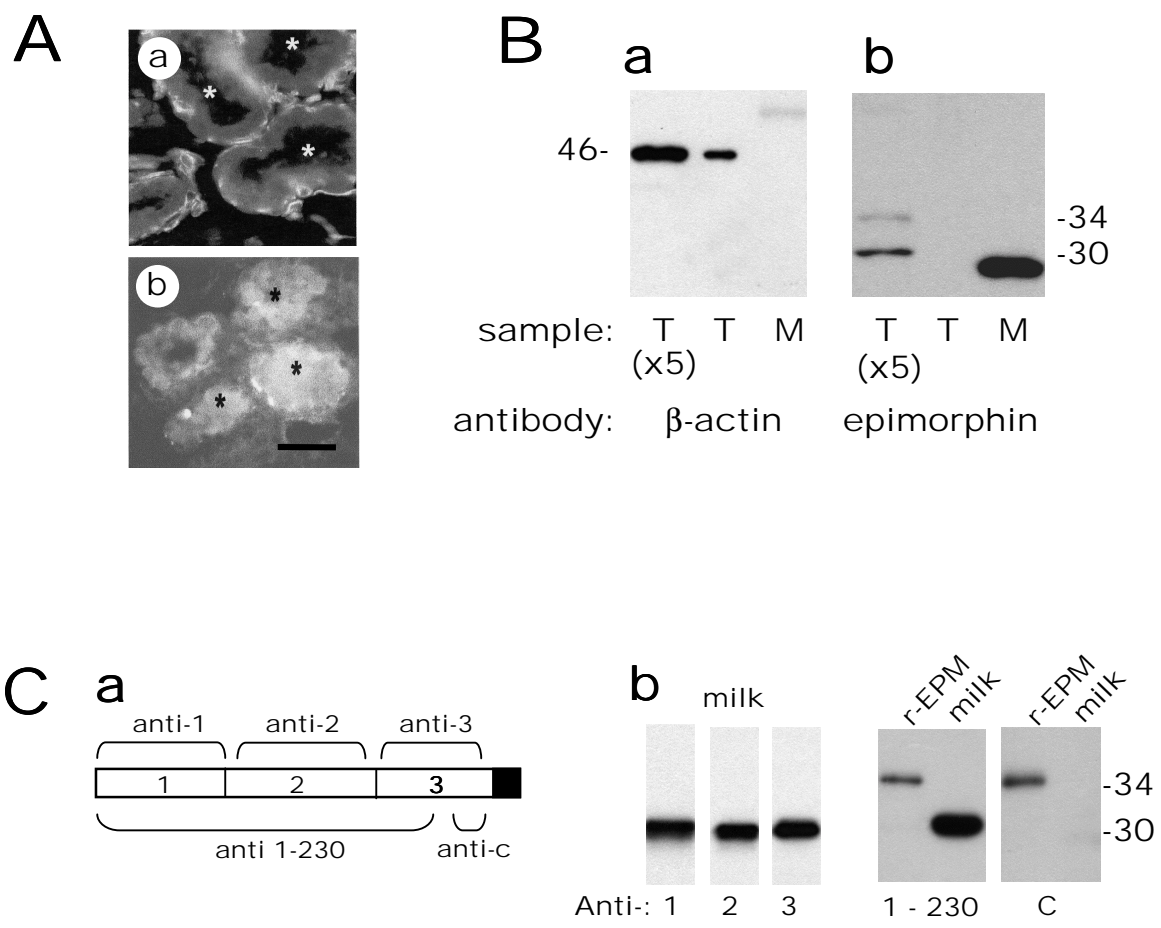 A
a
* * *
b
* * *
B
a b
46-
-34
-30
sample: T T M T T M
(x5) (x5)
antibody: β-actin epimorphin
C
a
anti-1 anti-2 anti-3
1 2 3
anti 1-230 anti-c
b
milk
r-EPM milk r-EPM milk
-34
-30
Anti-: 1 2 3 1 - 230 C